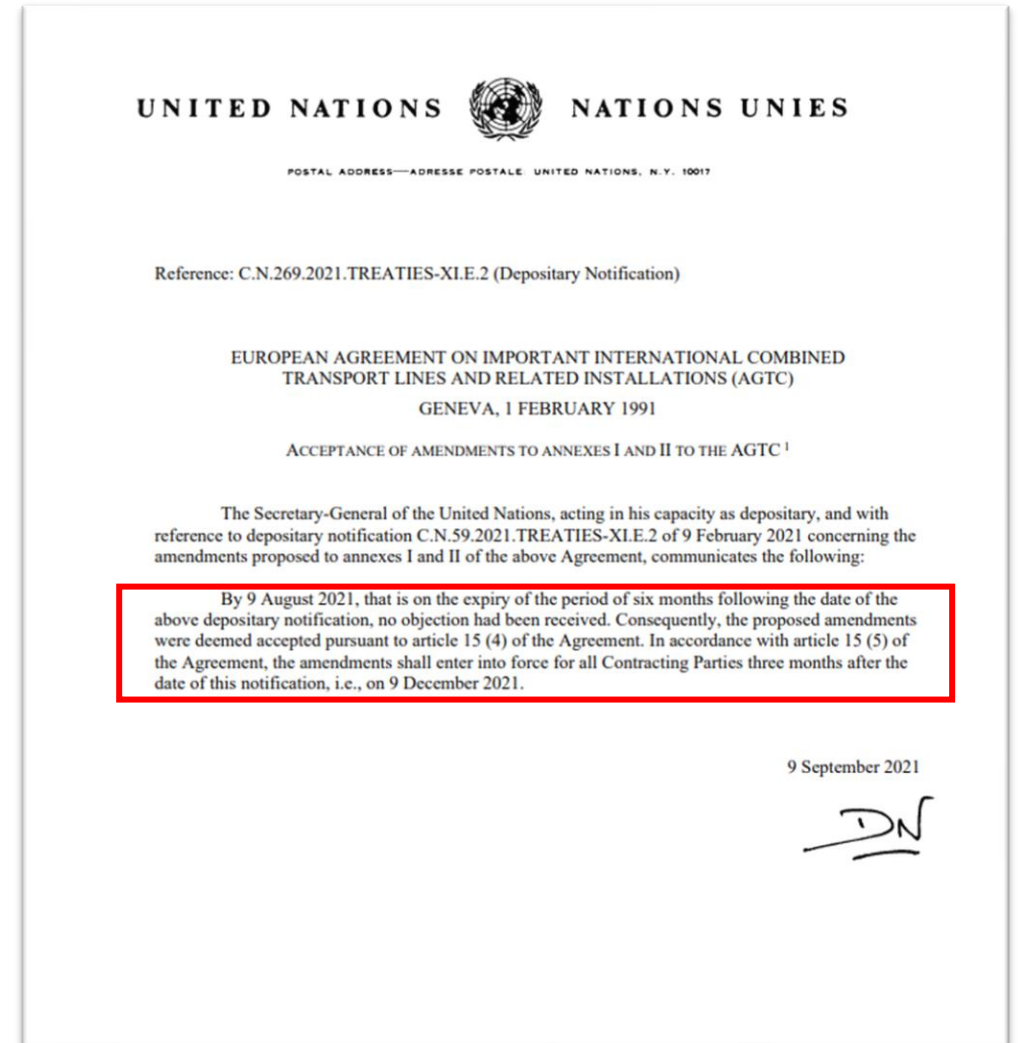 UNITED NATIONS NATIONS UNIES
POSTAL ADDRESS—ADRESSE POSTALE: UNITED NATIONS, N.Y. 10017
Reference: C.N.269.2021.TREATIES-XI.E.2 (Depositary Notification)
EUROPEAN AGREEMENT ON IMPORTANT INTERNATIONAL COMBINED
TRANSPORT LINES AND RELATED INSTALLATIONS (AGTC)
GENEVA, 1 FEBRUARY 1991
ACCEPTANCE OF AMENDMENTS TO ANNEXES I AND II TO THE AGTC ¹
The Secretary-General of the United Nations, acting in his capacity as depositary, and with
reference to depositary notification C.N.59.2021.TREATIES-XI.E.2 of 9 February 2021 concerning the
amendments proposed to annexes I and II of the above Agreement, communicates the following:
By 9 August 2021, that is on the expiry of the period of six months following the date of the
above depositary notification, no objection had been received. Consequently, the proposed amendments
were deemed accepted pursuant to article 15 (4) of the Agreement. In accordance with article 15 (5) of
the Agreement, the amendments shall enter into force for all Contracting Parties three months after the
date of this notification, i.e., on 9 December 2021.
9 September 2021
DN